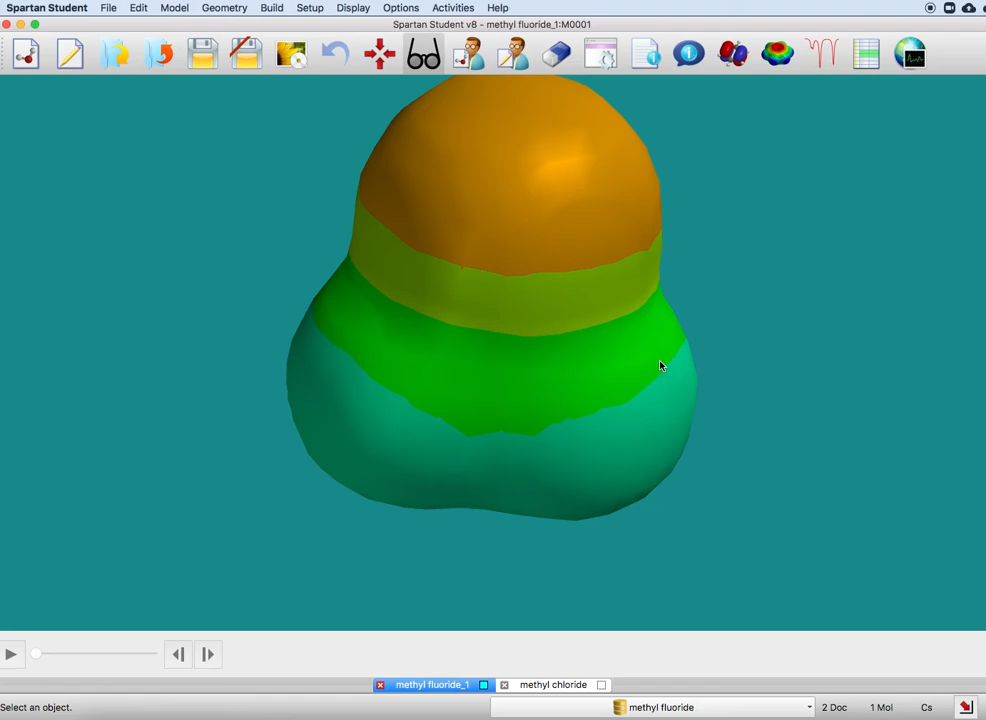 Spartan Student File Edit Model Geometry Build Setup Display Options Activities Help
Spartan Student v8 - methyl fluoride_1:M0001
methyl fluoride_1 methyl chloride
Select an object. methyl fluoride 2 Doc 1 Mol Cs